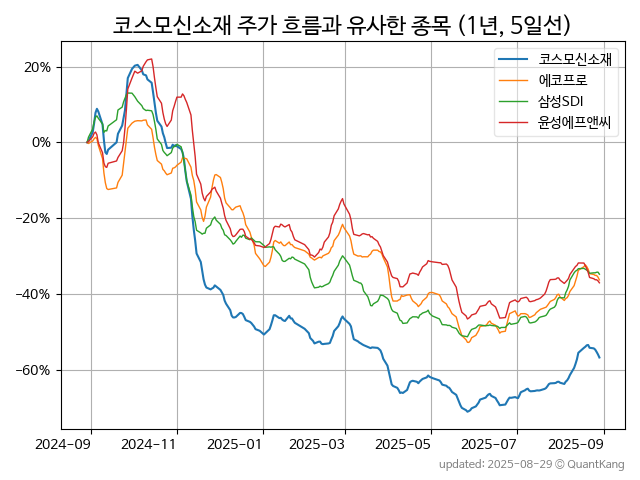 코스모신소재 주가 흐름과 유사한 종목 (1년, 5일선)
코스모신소재
에코프로
삼성SDI
윤성에프앤씨
20%
0%
−20%
−40%
−60%
2024-09 2024-11 2025-01 2025-03 2025-05 2025-07 2025-09
updated: 2025-08-29 © QuantKang